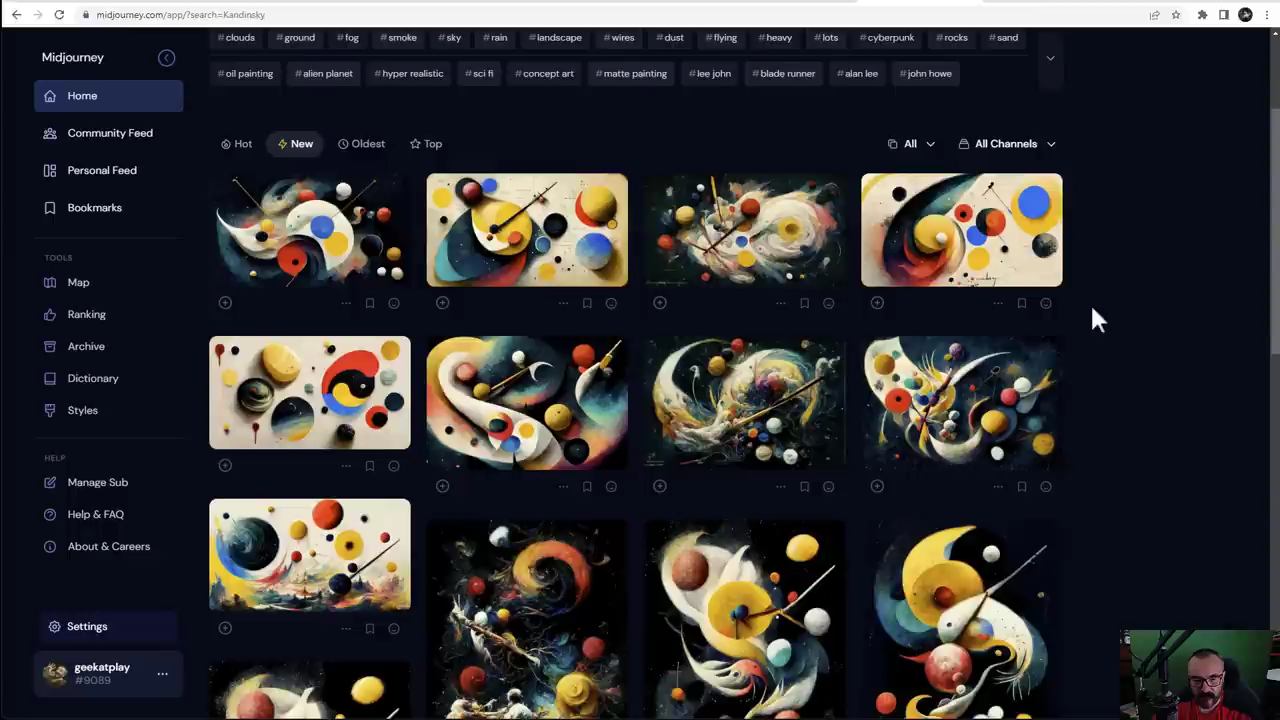 midjourney.com/app/?search=Kandinsky
Midjourney
Home
Community Feed
Personal Feed
Bookmarks
TOOLS
Map
Ranking
Archive
Dictionary
Styles
HELP
Manage Sub
Help & FAQ
About & Careers
Settings
geekatplay
#9089
#clouds #ground #fog #smoke #sky #rain #landscape #wires #dust #flying #heavy #lots #cyberpunk #rocks #sand
#oil painting #alien planet #hyper realistic #sci fi #concept art #matte painting #lee john #blade runner #alan lee #john howe
Hot New Oldest Top All All Channels